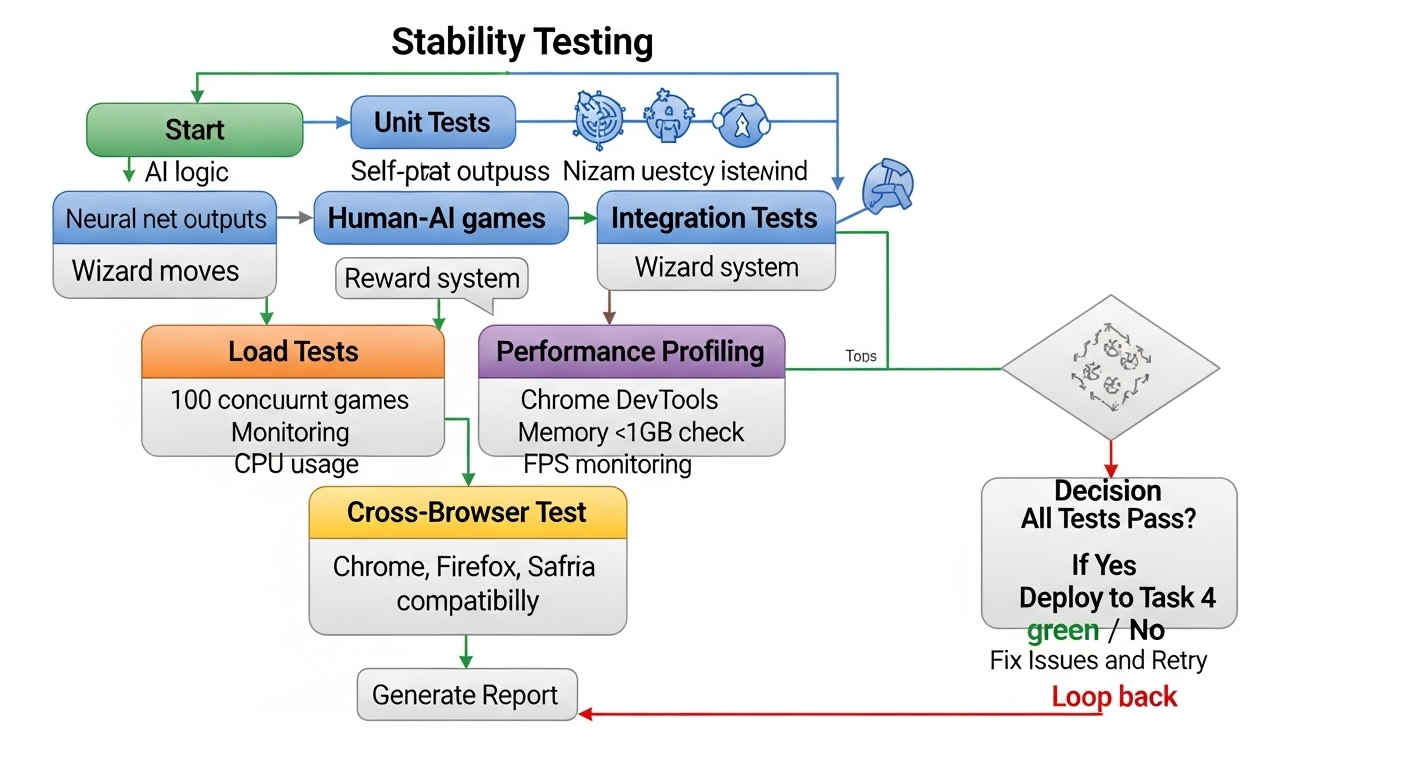 Stability Testing
Start
Unit Tests
AI logic
Self-prat outpuss
Nizam uestcy istewind
Neural net outputs
Human-AI games
Integration Tests
Wizard moves
Reward system
Wizard system
Load Tests
Performance Profiling
Tops
100 concuurnt games
Monitoring
CPU usage
Chrome DevTools
Memory <1GB check
FPS monitoring
Cross-Browser Test
Chrome, Firefox, Safria
compatibilly
Decision
All Tests Pass?
If Yes
Deploy to Task 4
green / No
Fix Issues and Retry
Generate Report
Loop back